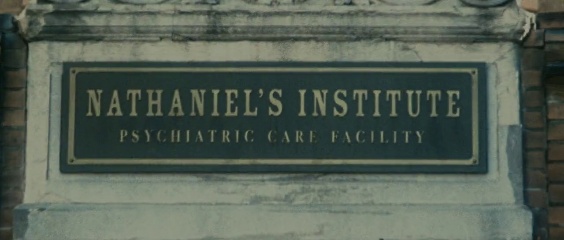 NATHANIEL'S INSTITUTE
PSYCHIATRIC CARE FACILITY